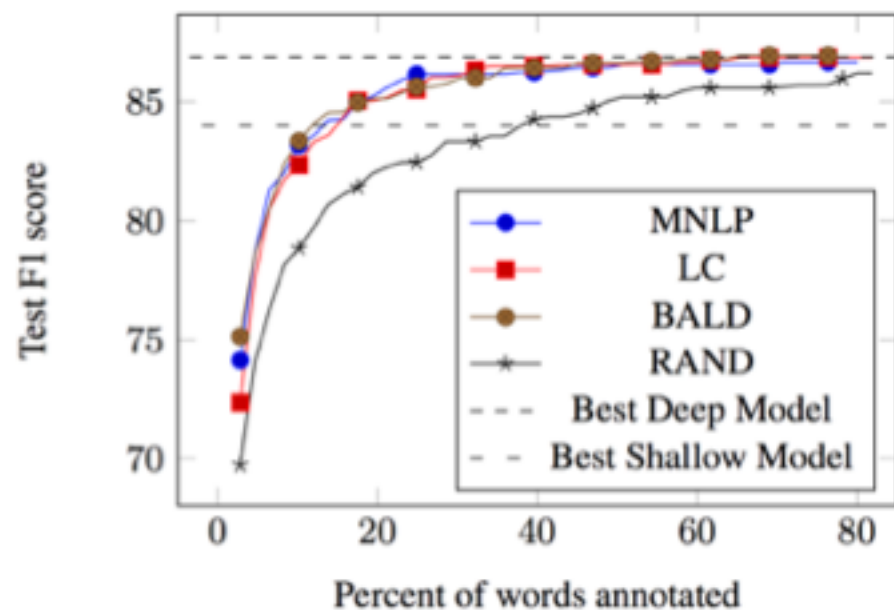 85
80
75
70
Test F1 score
MNLP
LC
BALD
RAND
Best Deep Model
Best Shallow Model
0 20 40 60 80
Percent of words annotated